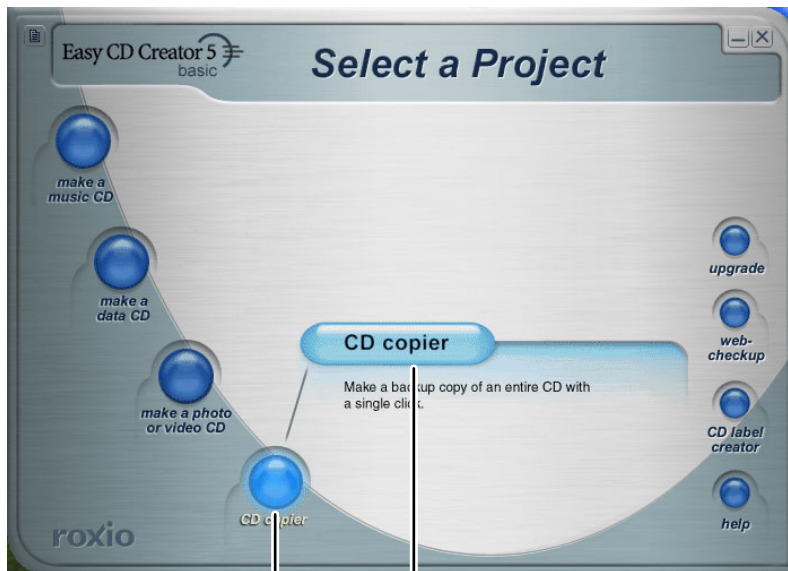 Easy CD Creator 5
basic
Select a Project
make a
music CD
make a
data CD
make a photo
or video CD
CD copier
CD copier
Make a backup copy of an entire CD with
a single click.
upgrade
web-
checkup
CD label
creator
help
roxio